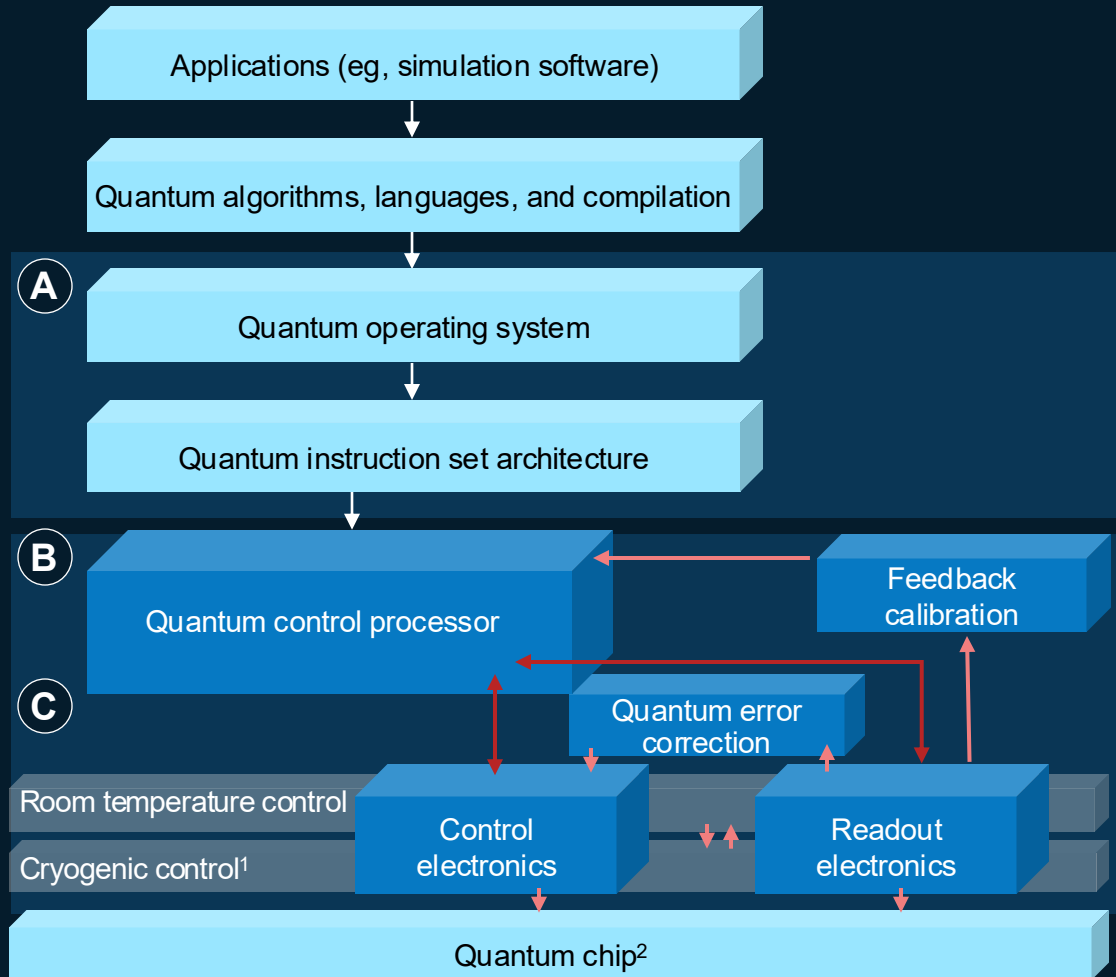 Applications (eg, simulation software)
Quantum algorithms, languages, and compilation
A
Quantum operating system
Quantum instruction set architecture
B
Feedback
calibration
Quantum control processor
C
Quantum error
correction
Room temperature control
Control
electronics
Readout
electronics
Cryogenic control¹
Quantum chip²